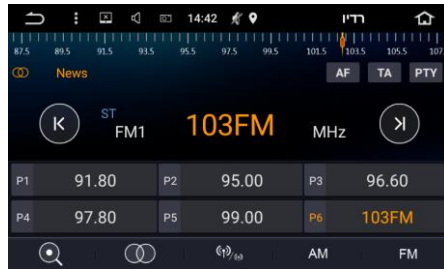 14:42 רדיו
87.5 89.5 91.5 93.5 95.5 97.5 99.5 101.5 103.5 105.5 107.
News AF TA PTY
ST
FM1 103FM MHz
P1 91.80 P2 95.00 P3 96.60
P4 97.80 P5 99.00 P6 103FM
AM FM